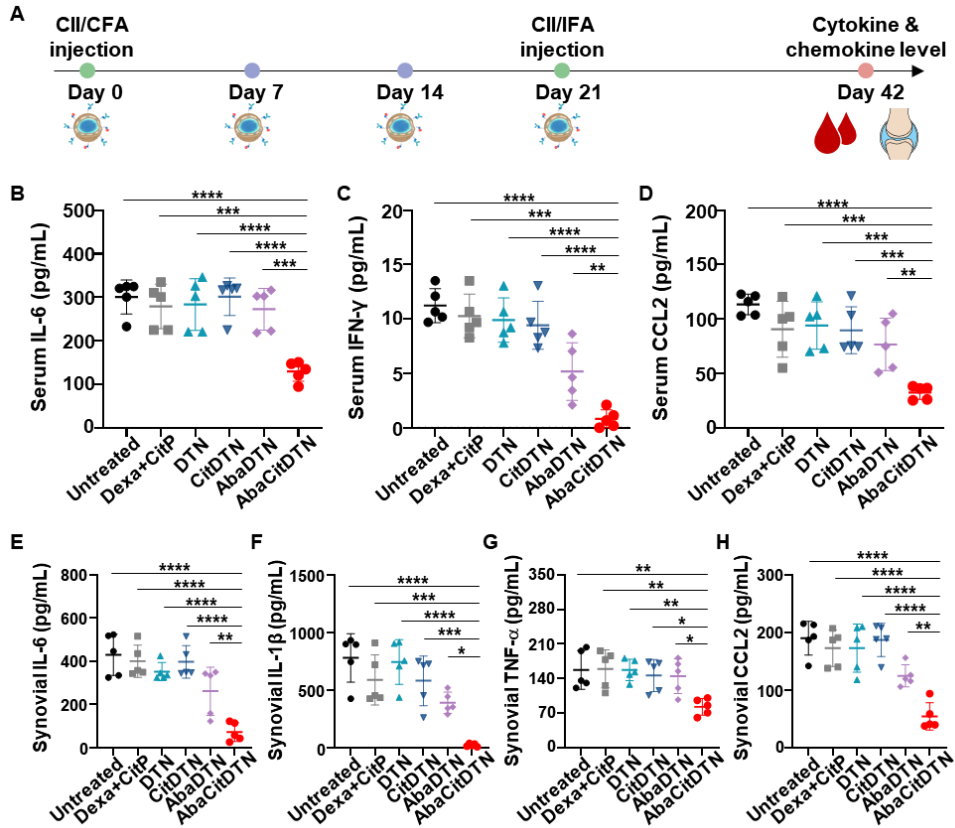 A
CII/CFA
injection
CII/IFA
injection
Cytokine &
chemokine level
Day 0
Day 7
Day 14
Day 21
Day 42
B
Serum IL-6 (pg/mL)
500
400
300
200
100
0
****
***
****
****
***
Untreated
Dexa+CitP
DTN
CitDTN
AbaDTN
AbaCitDTN
C
Serum IFN-γ (pg/mL)
20
15
10
5
0
****
***
****
****
**
Untreated
Dexa+CitP
DTN
CitDTN
AbaDTN
AbaCitDTN
D
Serum CCL2 (pg/mL)
200
150
100
50
0
****
***
***
***
**
Untreated
Dexa+CitP
DTN
CitDTN
AbaDTN
AbaCitDTN
E
Synovial IL-6 (pg/mL)
800
600
400
200
0
****
****
****
****
**
Untreated
Dexa+CitP
DTN
CitDTN
AbaDTN
AbaCitDTN
F
Synovial IL-1β (pg/mL)
1500
1000
500
0
****
***
****
***
*
Untreated
Dexa+CitP
DTN
CitDTN
AbaDTN
AbaCitDTN
G
Synovial TNF-α (pg/mL)
350
280
210
140
70
0
**
**
**
*
*
Untreated
Dexa+CitP
DTN
CitDTN
AbaDTN
AbaCitDTN
H
Synovial CCL2 (pg/mL)
300
200
100
0
****
****
****
****
**
Untreated
Dexa+CitP
DTN
CitDTN
AbaDTN
AbaCitDTN